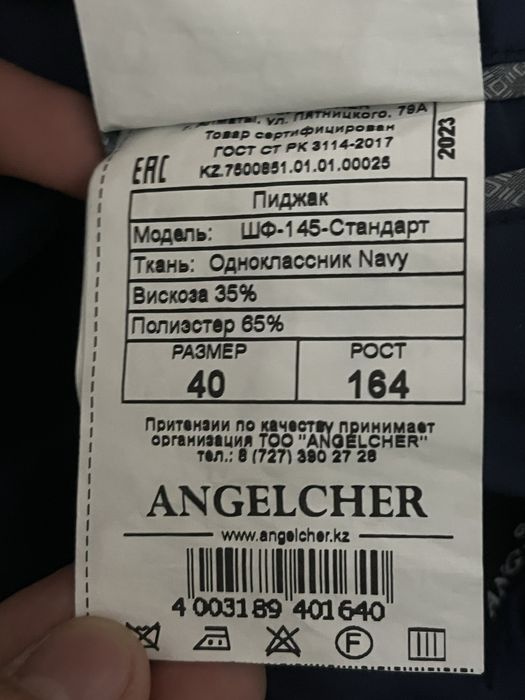 г. Алматы, ул. Пятницкого, 79А
Товар сертифицирован
ГОСТ СТ РК 3114-2017
KZ.7500851.01.01.00025
2023
ЕАС
Пиджак
Модель: ШФ-145-Стандарт
Ткань: Одноклассник Navy
Вискоза 35%
Полиэстер 65%
РАЗМЕР РОСТ
40 164
Притензии по качеству принимает
организация ТОО "ANGELCHER"
тел.: 8 (727) 390 27 28
ANGELCHER
www.angelcher.kz
4 003189 401640
F